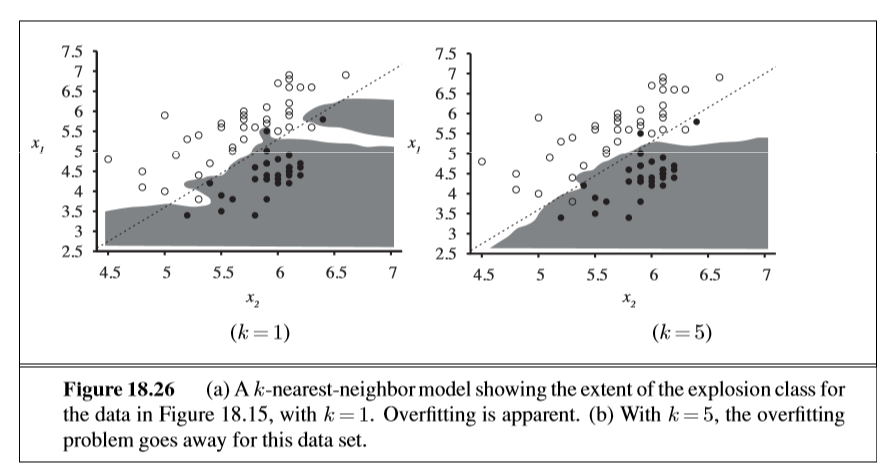 7.5 7 6.5 6 5.5 5 4.5 4 3.5 3 2.5
x1
4.5 5 5.5 6 6.5 7
x2
(k = 1)
7.5 7 6.5 6 5.5 5 4.5 4 3.5 3 2.5
x1
4.5 5 5.5 6 6.5 7
x2
(k = 5)
Figure 18.26 (a) A k-nearest-neighbor model showing the extent of the explosion class for
the data in Figure 18.15, with k = 1. Overfitting is apparent. (b) With k = 5, the overfitting
problem goes away for this data set.